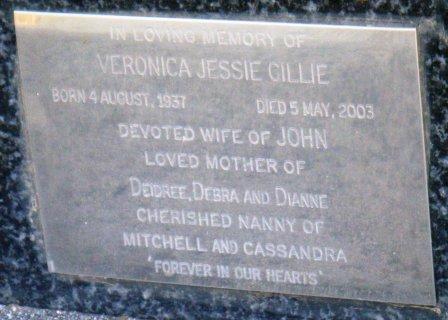 IN LOVING MEMORY OF
VERONICA JESSIE GILLIE
BORN 4 AUGUST, 1937 DIED 5 MAY, 2003
DEVOTED WIFE OF JOHN
LOVED MOTHER OF
DEIDREE, DEBRA AND DIANNE
CHERISHED NANNY OF
MITCHELL AND CASSANDRA
'FOREVER IN OUR HEARTS'